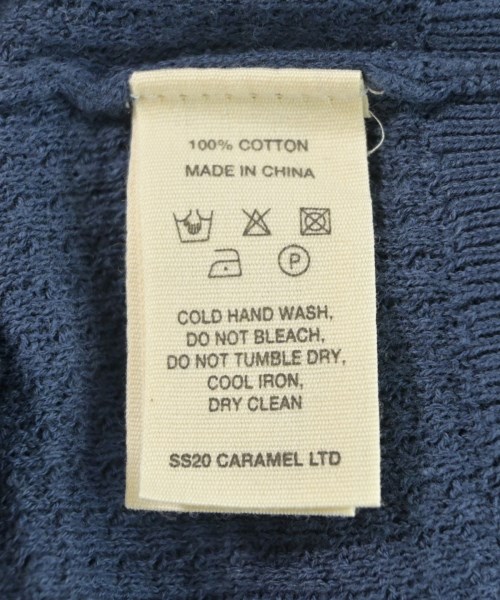 100% COTTON
MADE IN CHINA
P
COLD HAND WASH,
DO NOT BLEACH,
DO NOT TUMBLE DRY,
COOL IRON,
DRY CLEAN
SS20 CARAMEL LTD